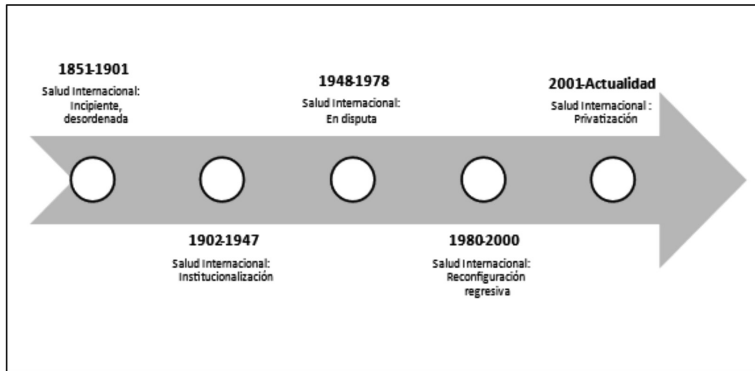 1851-1901
Salud Internacional:
Incipiente,
desordenada
1902-1947
Salud Internacional:
Institucionalización
1948-1978
Salud Internacional:
En disputa
1980-2000
Salud Internacional:
Reconfiguración
regresiva
2001-Actualidad
Salud Internacional :
Privatización